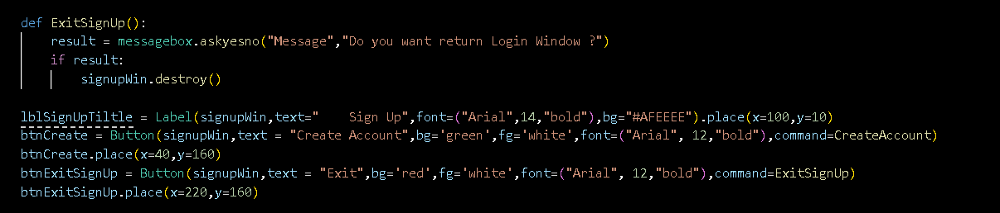 def ExitSignUp():
    result = messagebox.askyesno("Message","Do you want return Login Window ?")
    if result:
        signupWin.destroy()
lblSignUpTiltle = Label(signupWin,text="    Sign Up",font=("Arial",14,"bold"),bg="#AFEEEE").place(x=100,y=10)
btnCreate = Button(signupWin,text = "Create Account",bg='green',fg='white',font=("Arial", 12,"bold"),command=CreateAccount)
btnCreate.place(x=40,y=160)
btnExitSignUp = Button(signupWin,text = "Exit",bg='red',fg='white',font=("Arial", 12,"bold"),command=ExitSignUp)
btnExitSignUp.place(x=220,y=160)